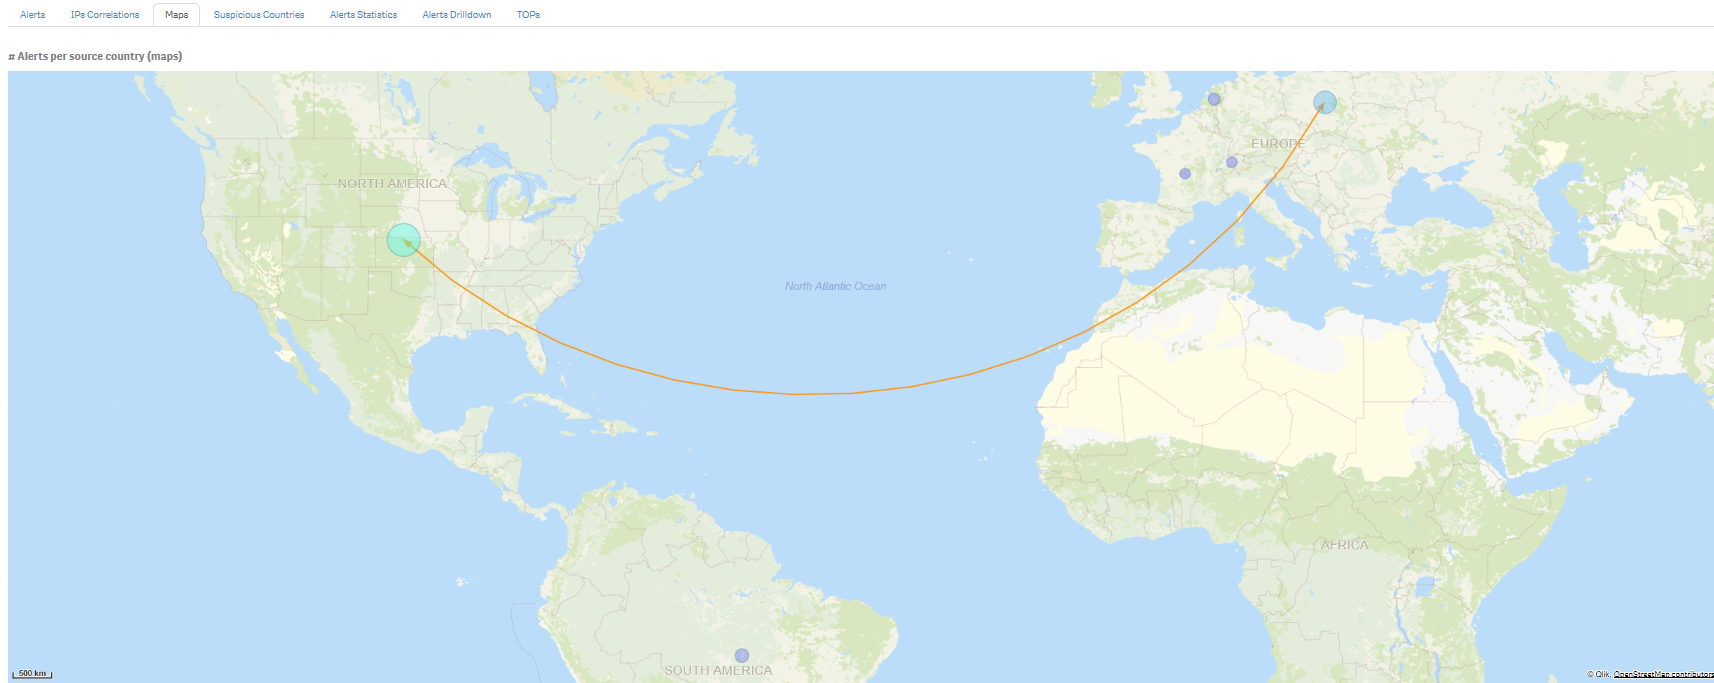 Alerts IPs Correlations Maps Suspicious Countries Alerts Statistics Alerts Drilldown TOPs
# Alerts per source country (maps)
EUROPE
NORTH AMERICA
North Atlantic Ocean
AFRICA
SOUTH AMERICA
500 km
© Qlik, OpenStreetMap contributors